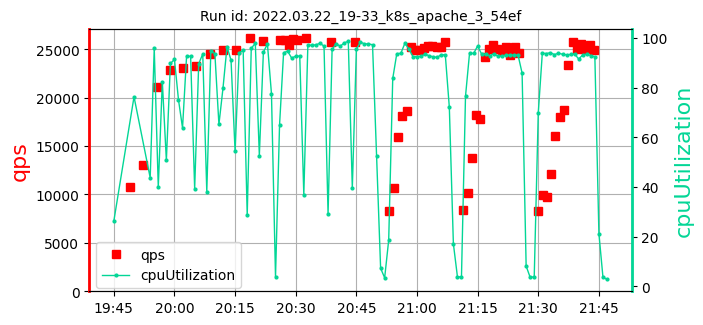 Run id: 2022.03.22_19-33_k8s_apache_3_54ef
25000
20000
15000
10000
5000
0
qps
100
80
60
40
20
0
cpuUtilization
qps
cpuUtilization
19:45 20:00 20:15 20:30 20:45 21:00 21:15 21:30 21:45